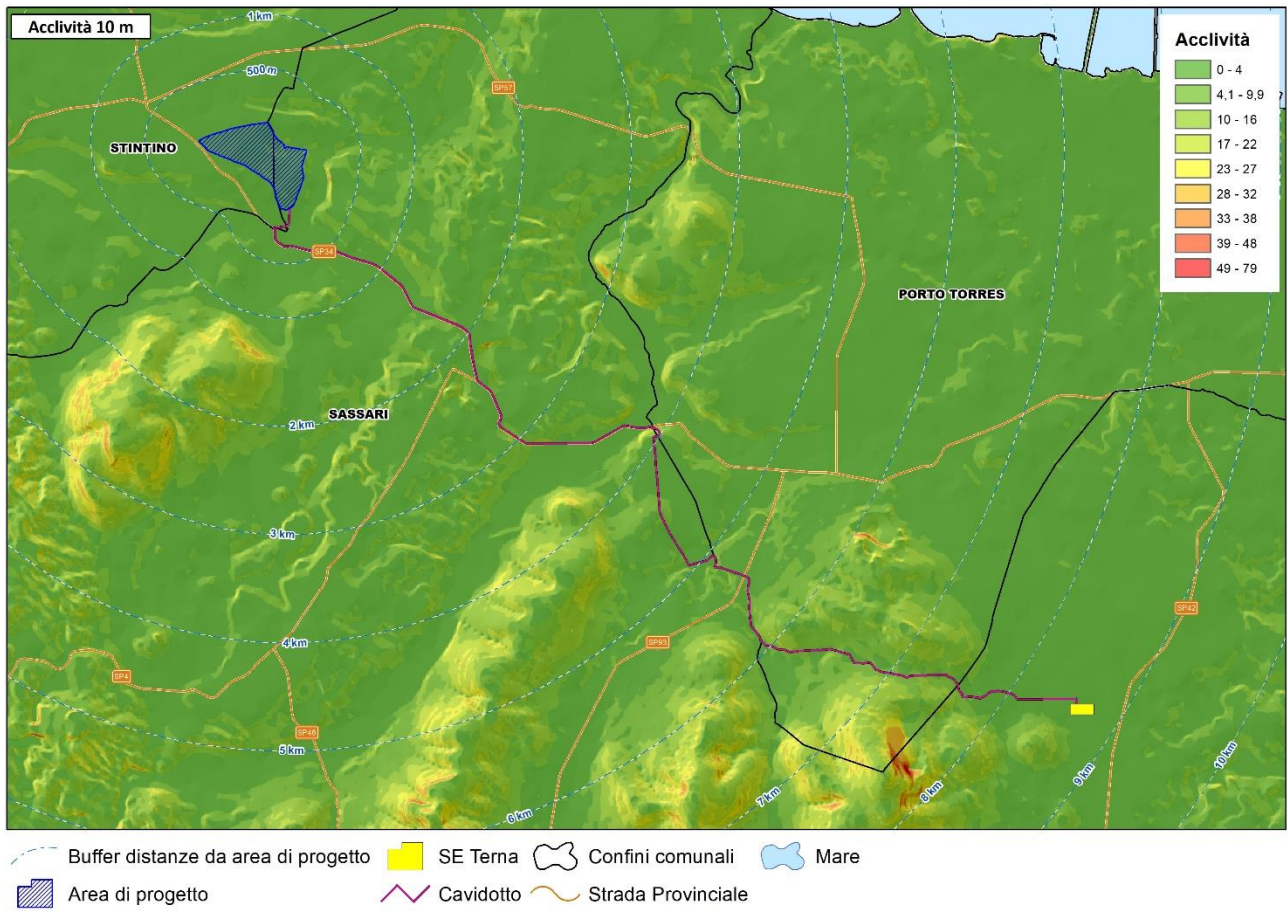 Acclività 10 m
1 km
500 m
SP57
STINTINO
SP34
PORTO TORRES
SASSARI
2 km
3 km
4 km
5 km
6 km
7 km
8 km
9 km
10 km
SP42
SP93
SP4
SP46
Acclività
0 - 4
4,1 - 9,9
10 - 16
17 - 22
23 - 27
28 - 32
33 - 38
39 - 48
49 - 79
Buffer distanze da area di progetto
SE Terna
Confini comunali
Mare
Area di progetto
Cavidotto
Strada Provinciale